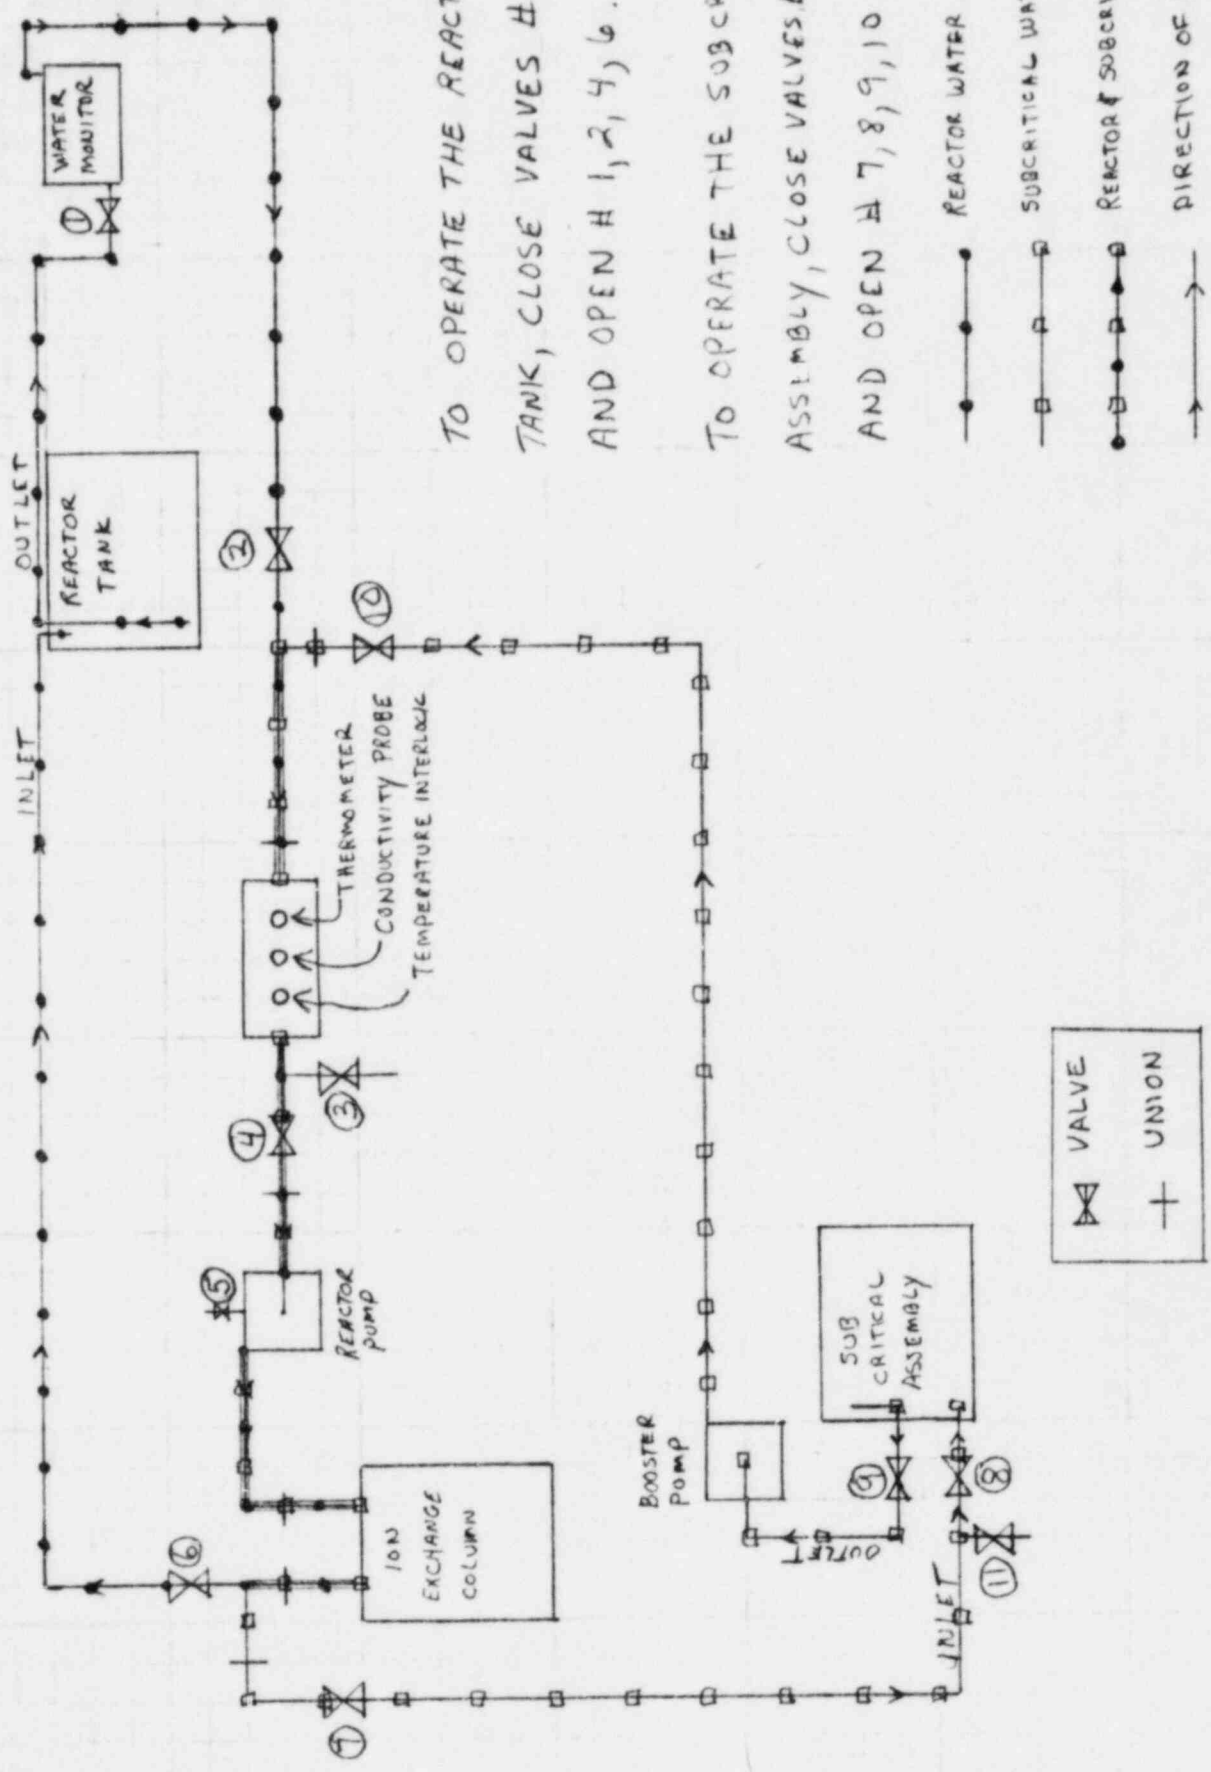 INLET
OUTLET
REACTOR
TANK
①
WATER
MONITOR
⑥
⑤
REACTOR
PUMP
④
③
THERMOMETER
CONDUCTIVITY PROBE
TEMPERATURE INTERLOCK
②
⑩
ION
EXCHANGE
COLUMN
⑦
BOOSTER
PUMP
OUTLET
⑨
⑧
⑪
INLET
SUB
CRITICAL
ASSEMBLY
TO OPERATE THE REACT
TANK, CLOSE VALVES #
AND OPEN # 1, 2, 4, 6.
TO OPERATE THE SUBCR
ASSEMBLY, CLOSE VALVES
AND OPEN # 7, 8, 9, 10
REACTOR WATER
SUBCRITICAL WA
REACTOR & SUBCRI
DIRECTION OF
VALVE
UNION